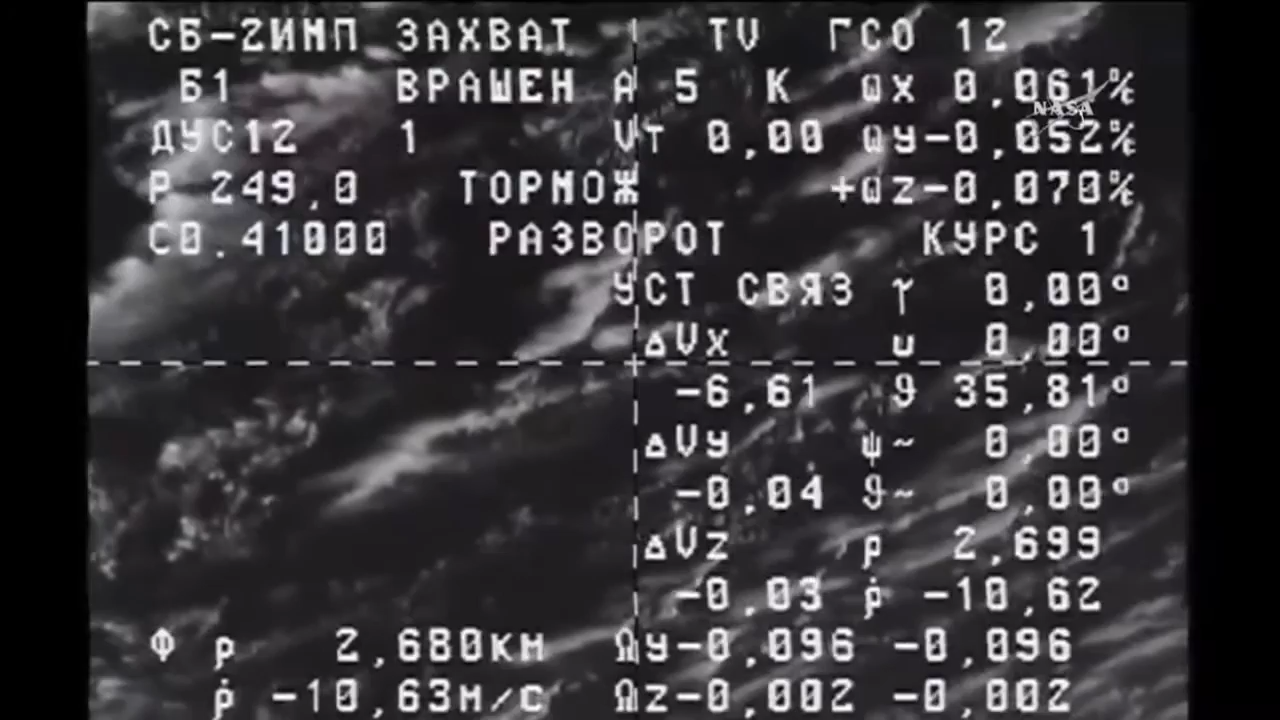 СБ-2ИМП ЗАХВАТ TV ГСО 12
Б1 ВРАЩЕН А 5 К ωx 0,061%
NASA
ДУС12 1 Vт 0,00 ωy-0,052%
Р 249,0 ТОРМОЖ +ωz-0,070%
С0.41000 РАЗВОРОТ КУРС 1
УСТ СВЯЗ γ 0,00°
ΔVx u 0,00°
-6,61 ϑ 35,81°
ΔVy ψ~ 0,00°
-0,04 ϑ~ 0,00°
ΔVz ρ 2,699
-0,03 ρ̇ -10,62
Ф ρ 2,680км Ωy-0,096 -0,096
ρ̇ -10,63м/с Ωz-0,002 -0,002